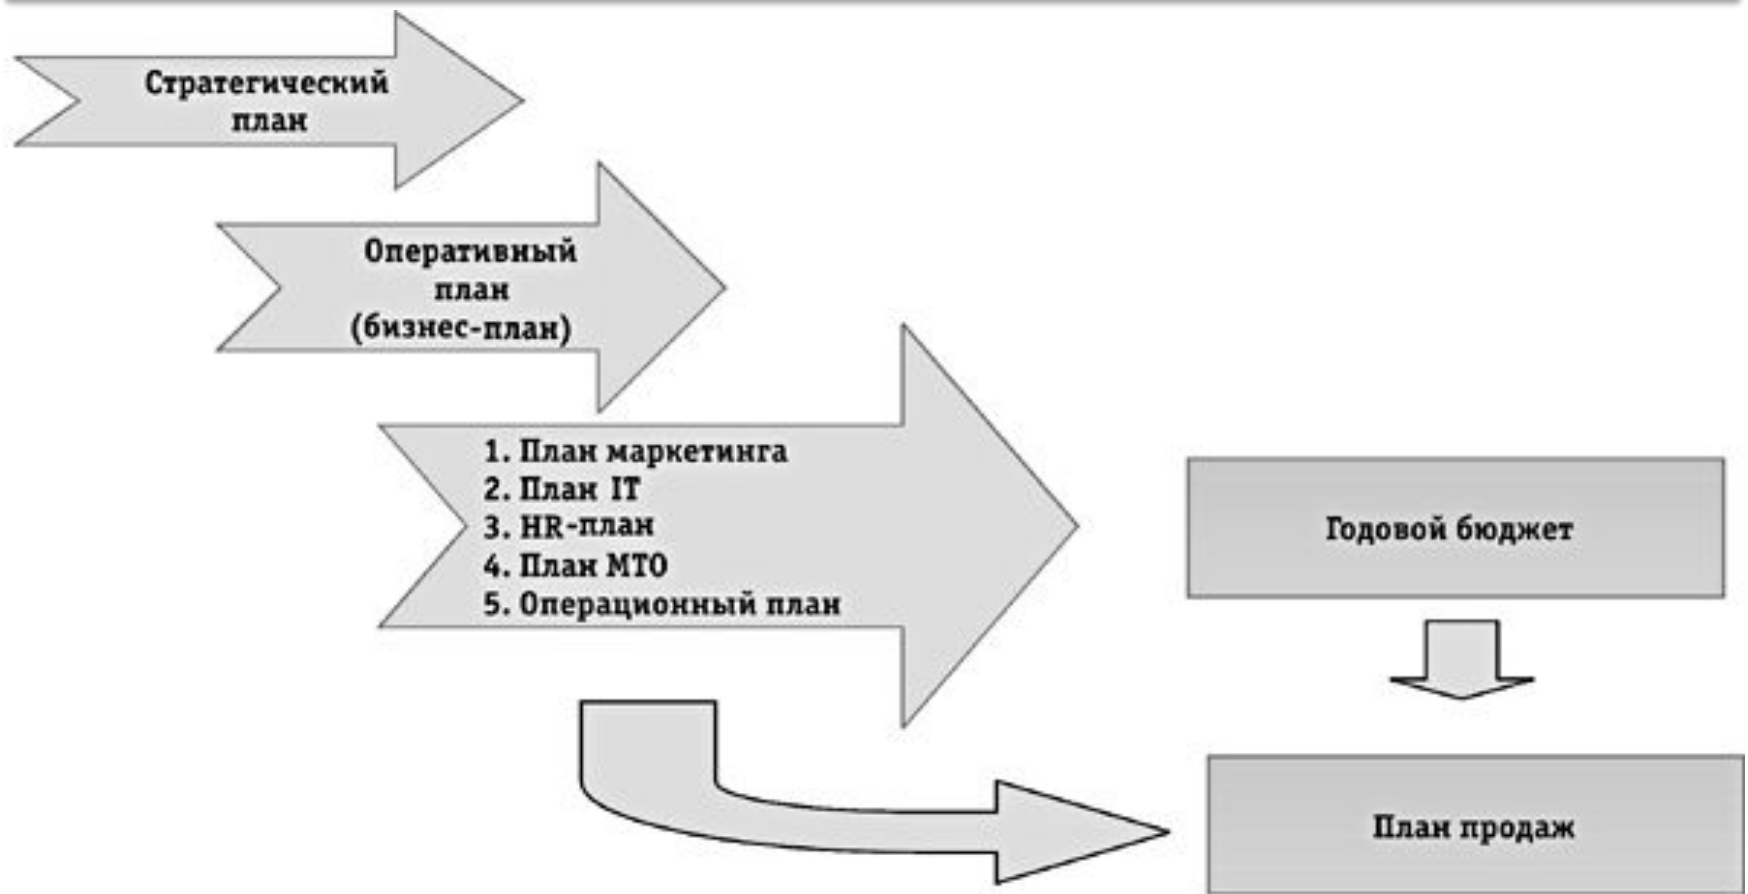 Стратегический
план
Оперативный
план
(бизнес-план)
1. План маркетинга
2. План IT
3. HR-план
4. План МТО
5. Операционный план
Годовой бюджет
План продаж